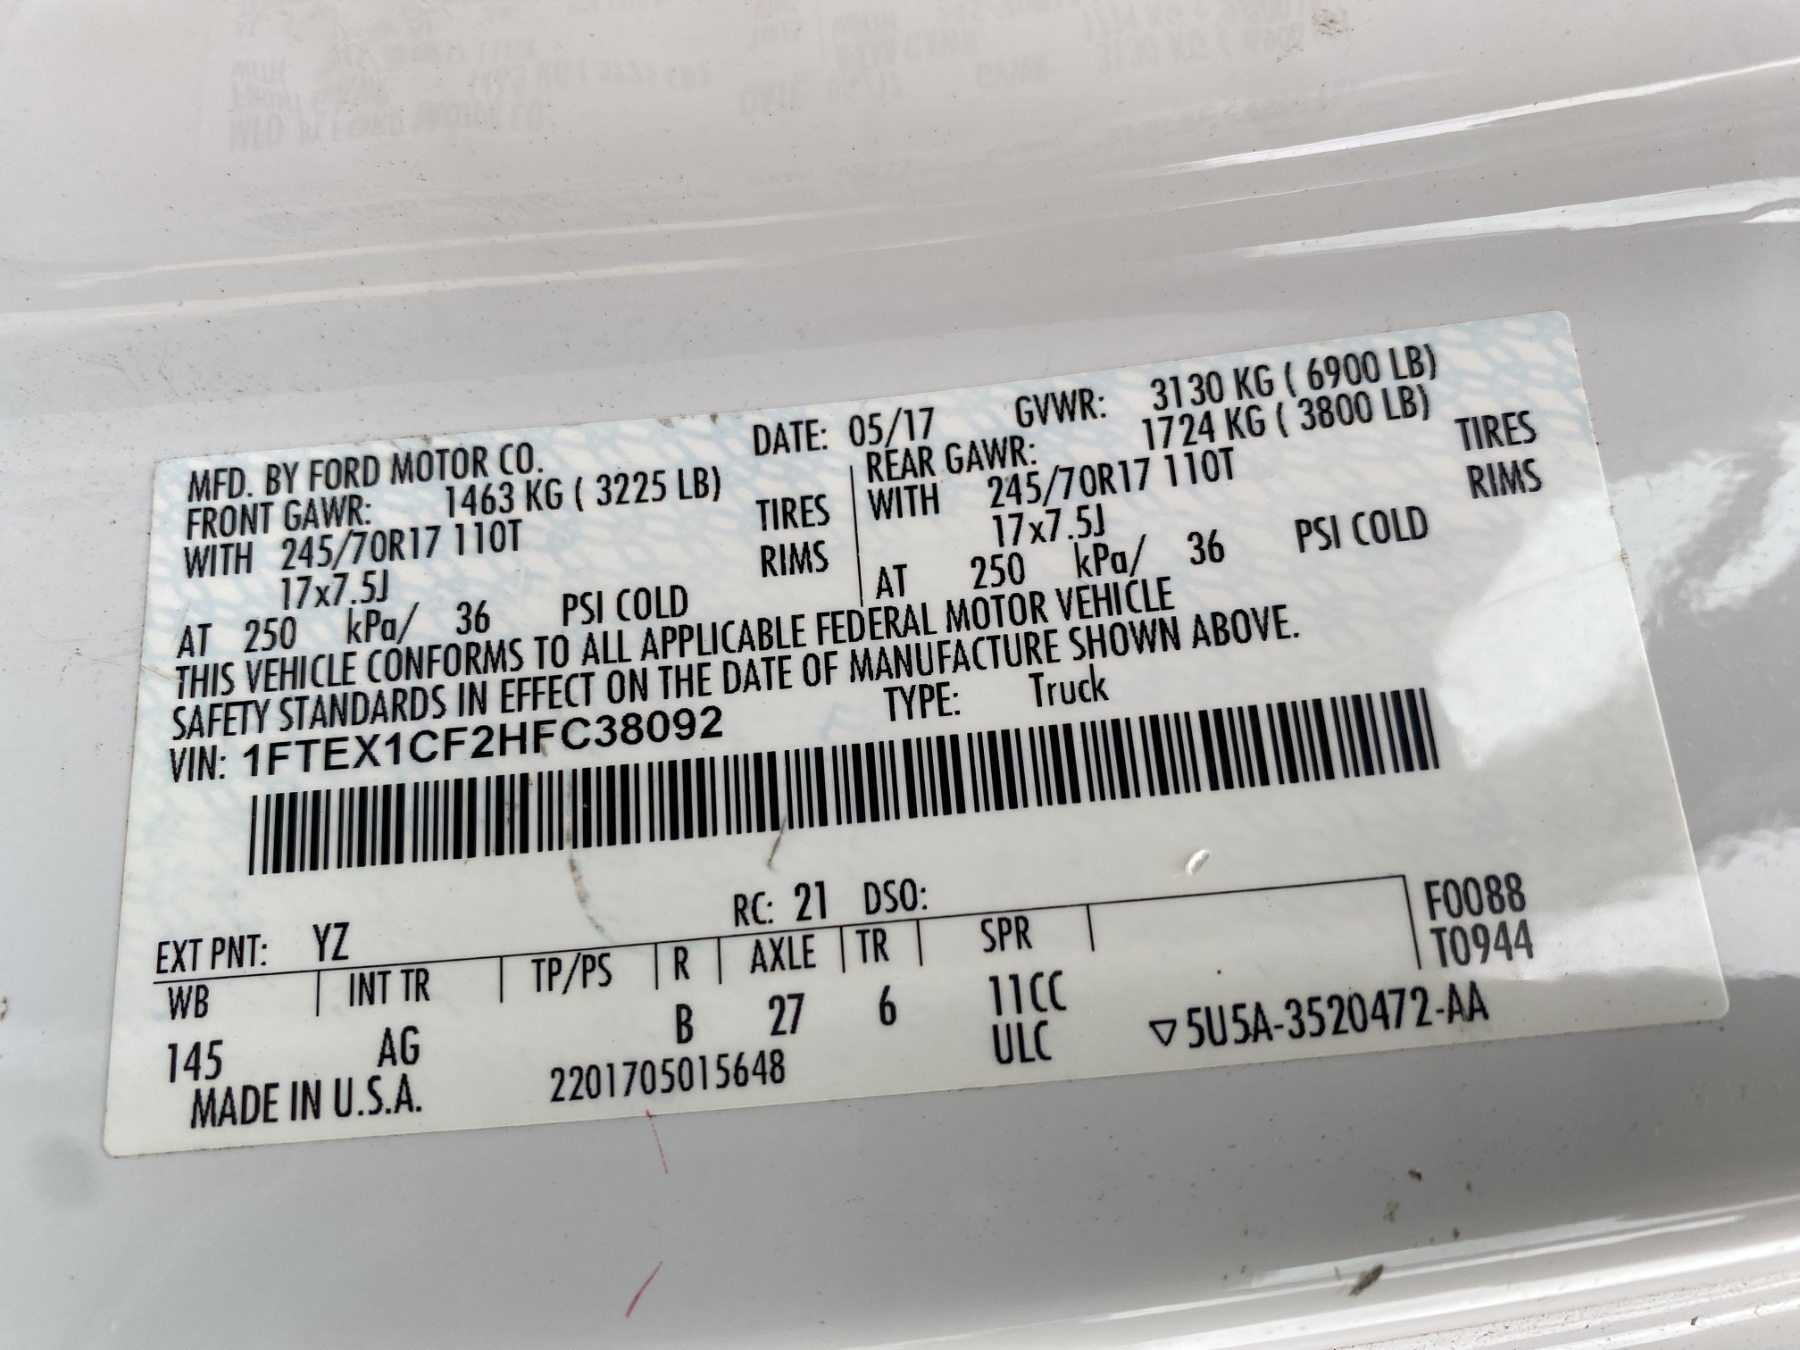 MFD. BY FORD MOTOR CO. DATE: 05/17 GVWR: 3130 KG ( 6900 LB)
FRONT GAWR: 1463 KG ( 3225 LB) REAR GAWR: 1724 KG ( 3800 LB)
WITH 245/70R17 110T TIRES WITH 245/70R17 110T TIRES
17x7.5J RIMS 17x7.5J RIMS
AT 250 kPa/ 36 PSI COLD AT 250 kPa/ 36 PSI COLD
THIS VEHICLE CONFORMS TO ALL APPLICABLE FEDERAL MOTOR VEHICLE
SAFETY STANDARDS IN EFFECT ON THE DATE OF MANUFACTURE SHOWN ABOVE.
VIN: 1FTEX1CF2HFC38092 TYPE: Truck
EXT PNT: YZ RC: 21 DSO: F0088
WB INT TR TP/PS R AXLE TR SPR T0944
145 AG B 27 6 11CC
ULC ▽5U5A-3520472-AA
MADE IN U.S.A. 2201705015648